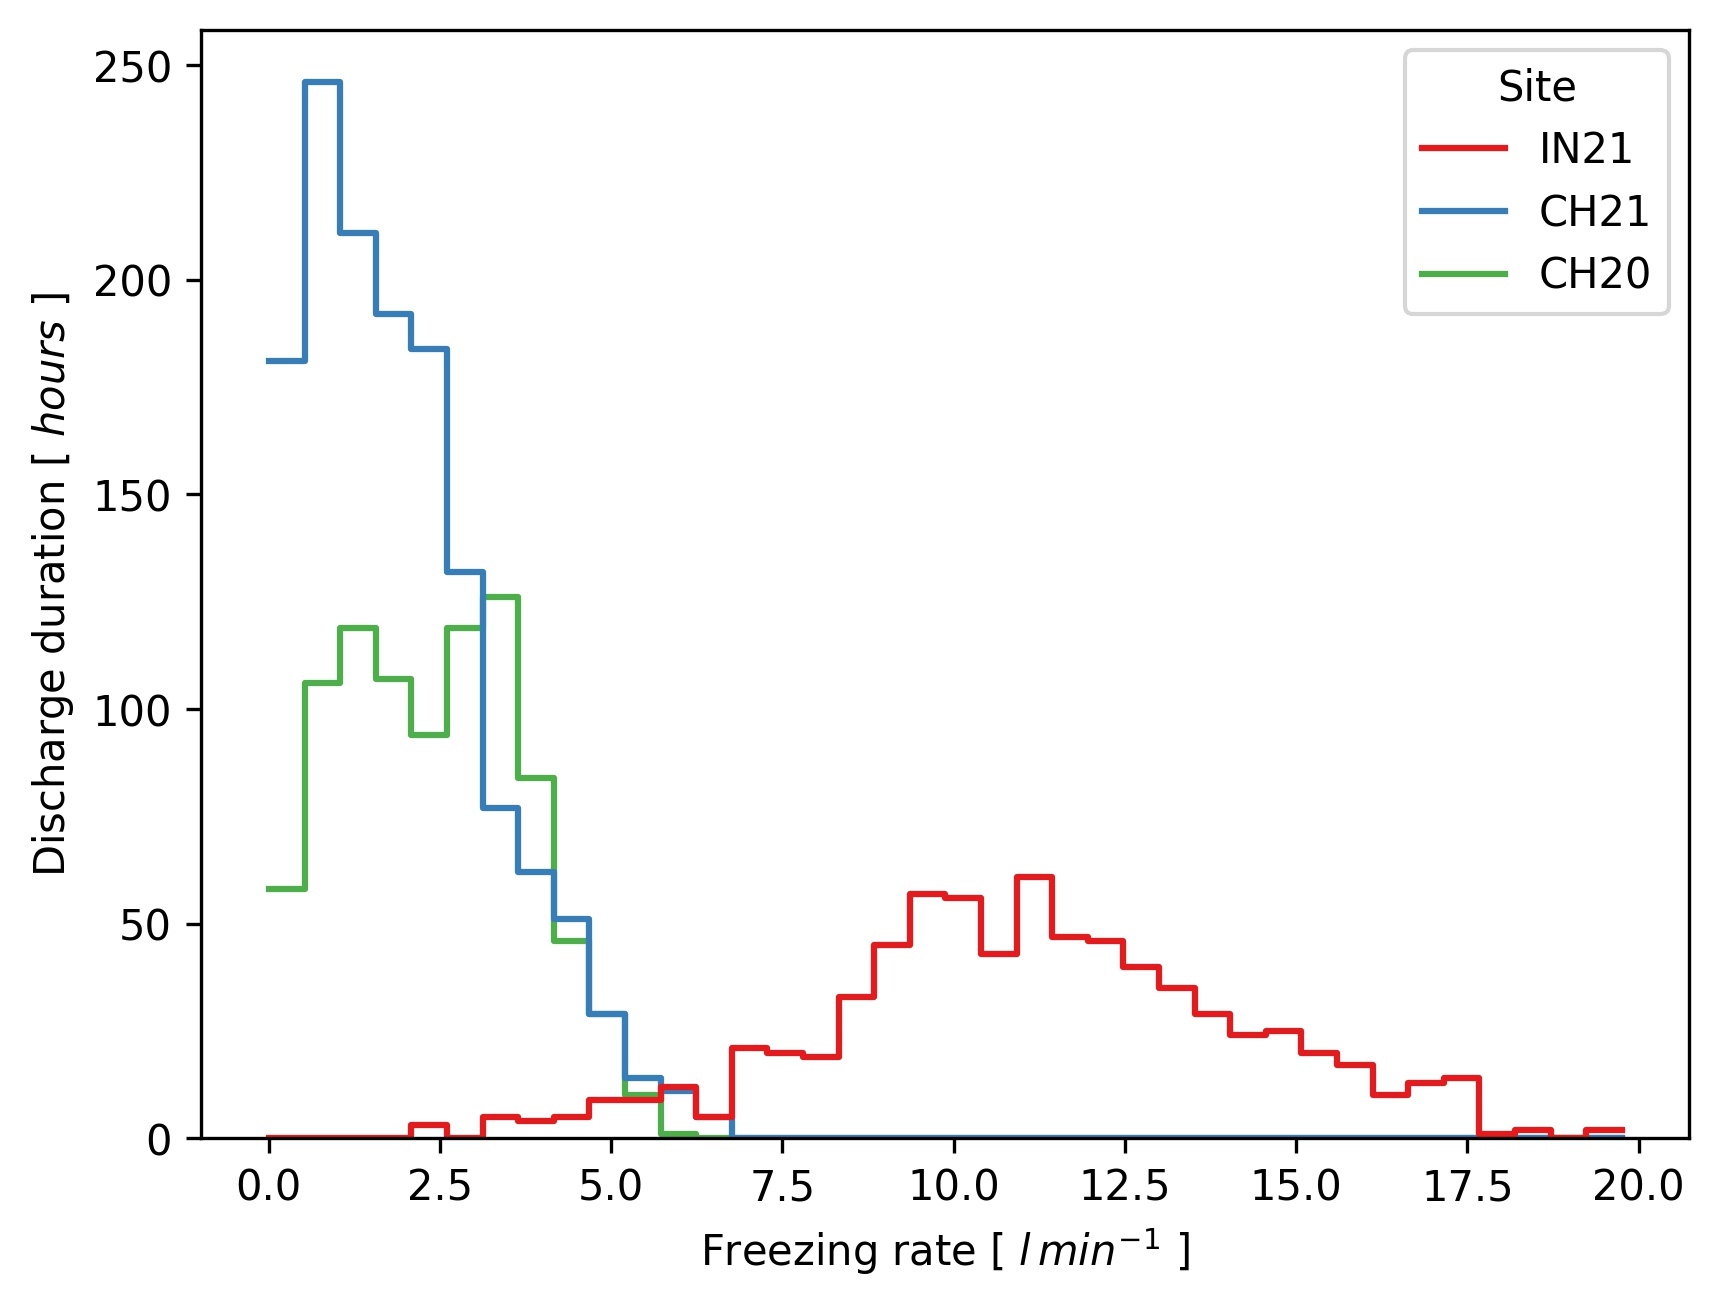 250
200
150
100
50
0
Discharge duration [ hours ]
0.0 2.5 5.0 7.5 10.0 12.5 15.0 17.5 20.0
Freezing rate [ l min⁻¹ ]
Site
IN21
CH21
CH20